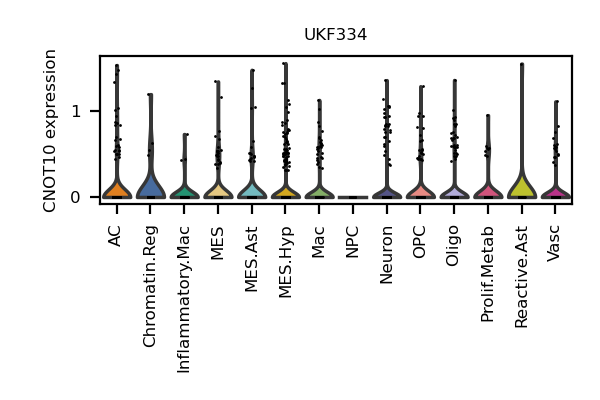 UKF334
CNOT10 expression
1
0
AC
Chromatin.Reg
Inflammatory.Mac
MES
MES.Ast
MES.Hyp
Mac
NPC
Neuron
OPC
Oligo
Prolif.Metab
Reactive.Ast
Vasc